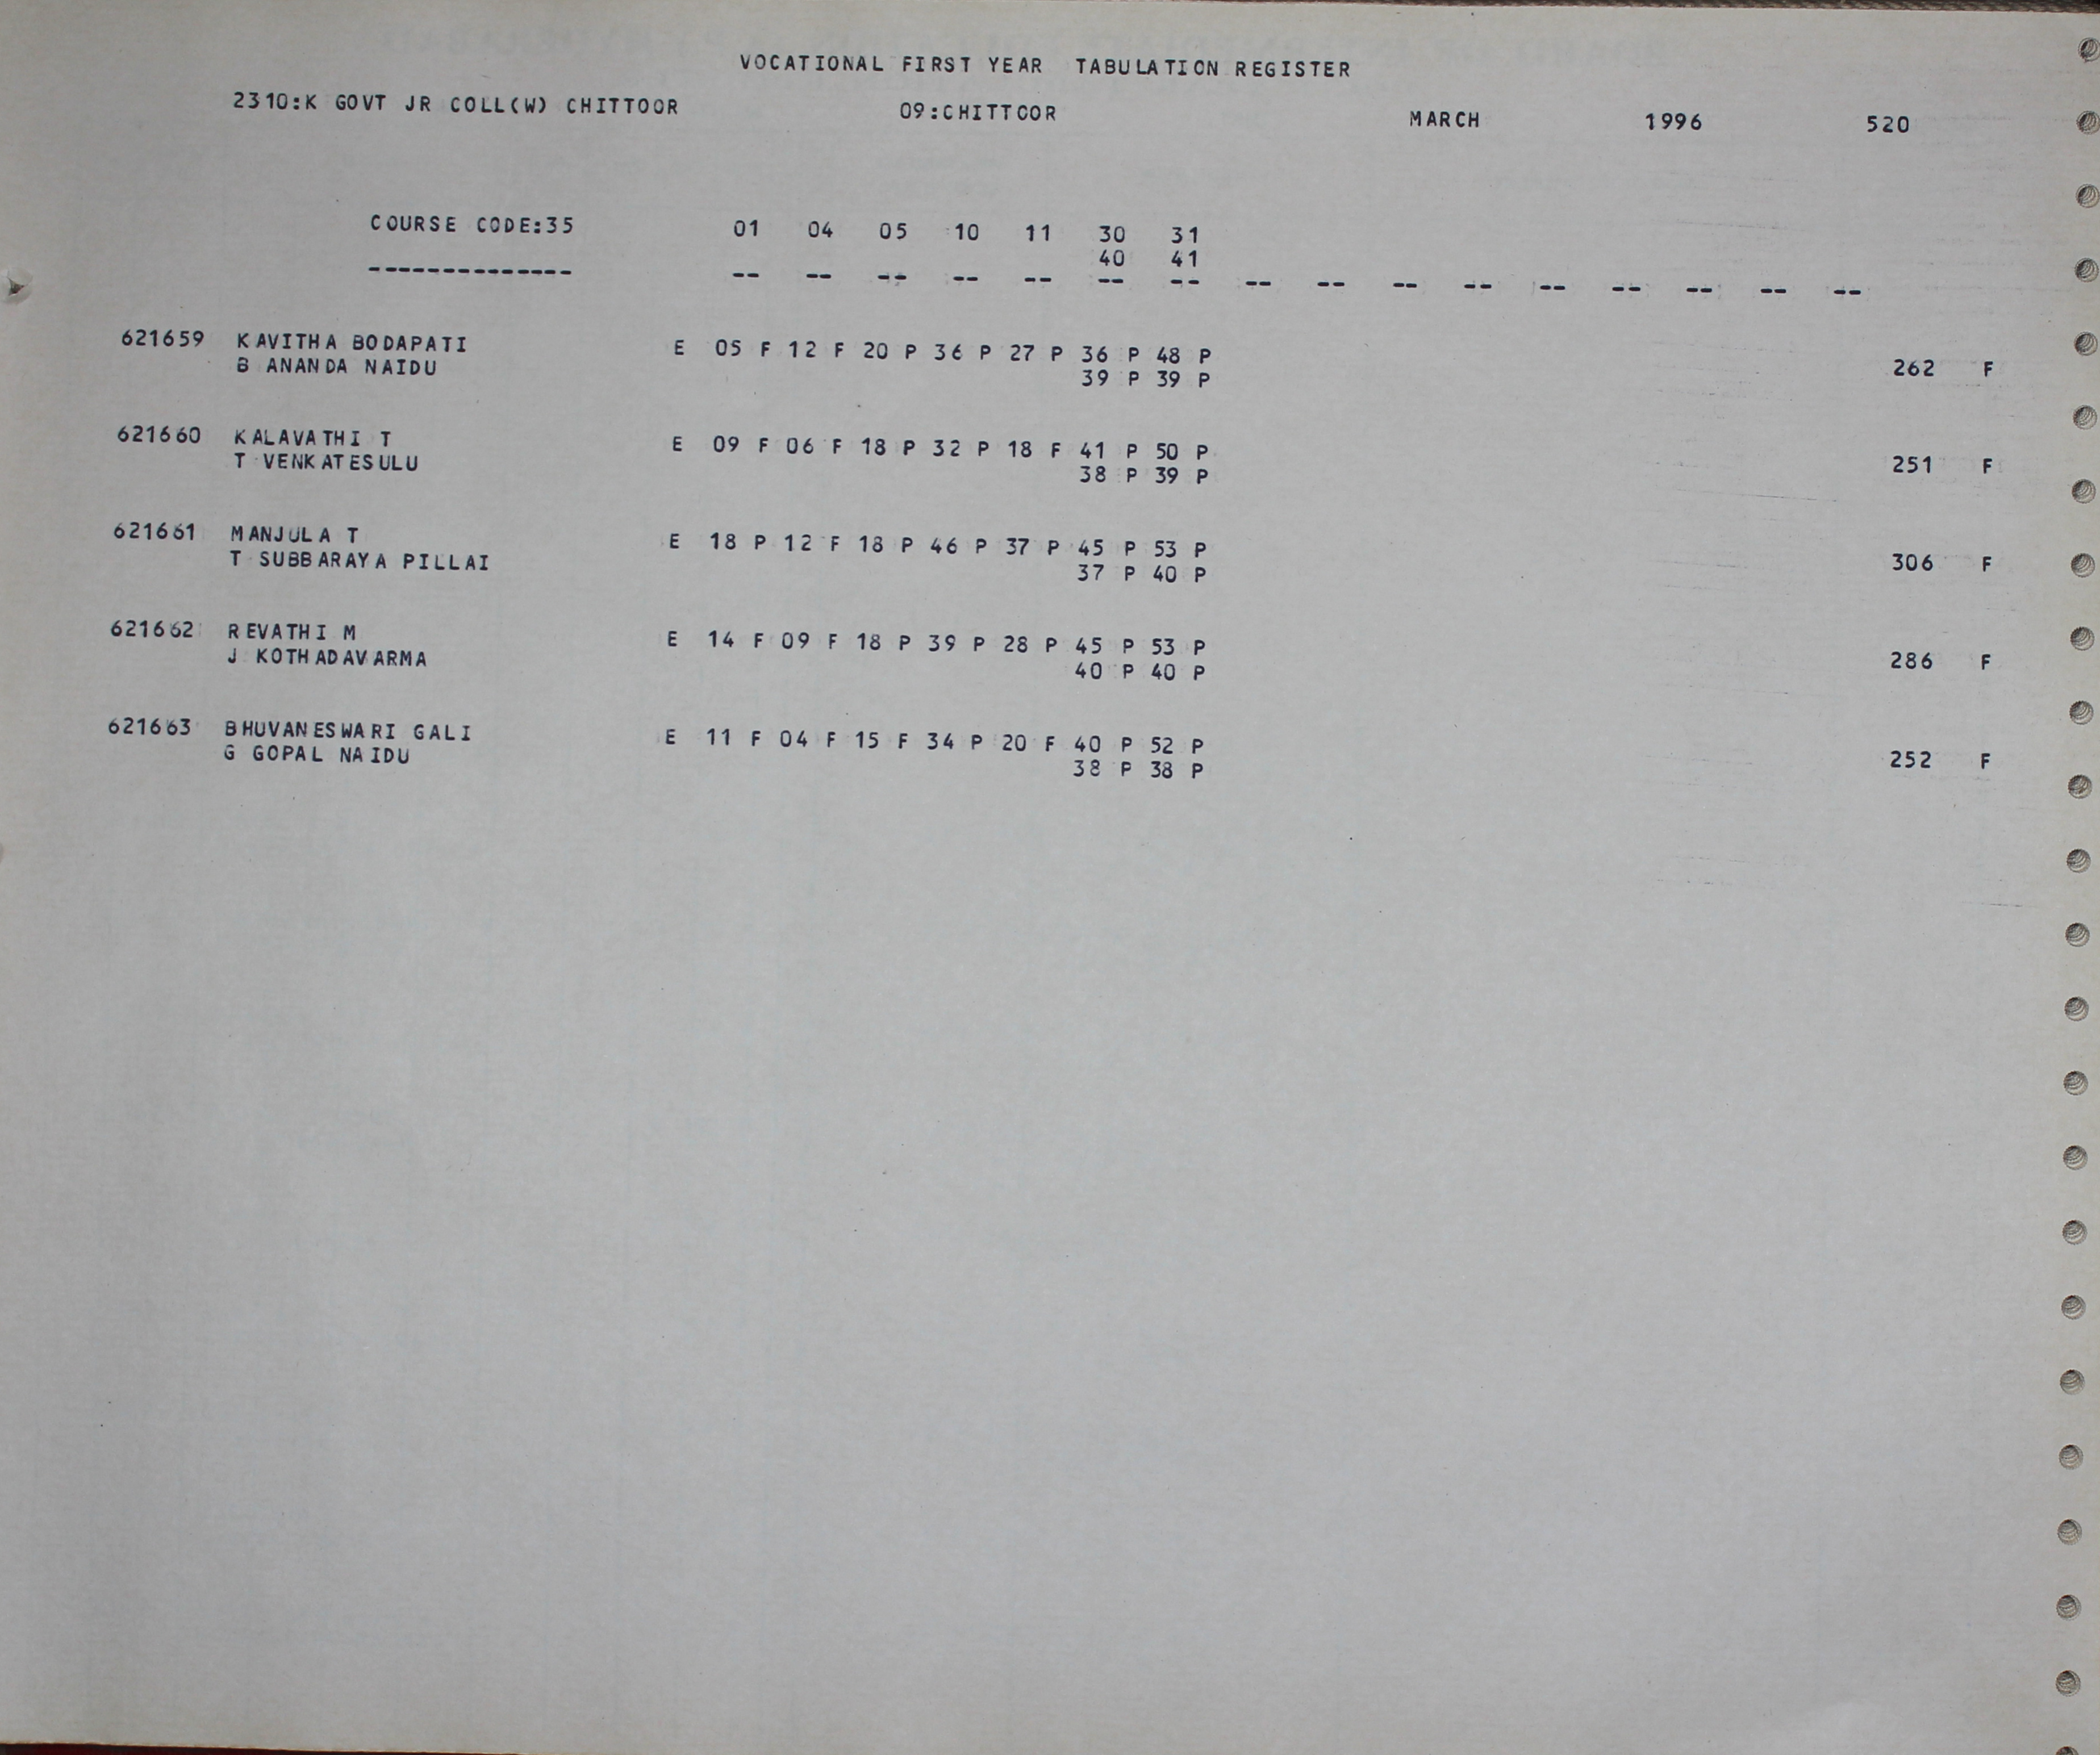 VOCATIONAL FIRST YEAR TABULATION REGISTER
2310:K GOVT JR COLL(W) CHITTOOR 09:CHITTOOR MARCH 1996 520
COURSE CODE:35 01 04 05 10 11 30 31
40 41
-------------- -- -- -- -- -- -- -- -- -- -- -- -- -- -- -- --
621659 KAVITHA BODAPATI E 05 F 12 F 20 P 36 P 27 P 36 P 48 P
B ANANDA NAIDU 39 P 39 P 262 F
621660 KALAVATHI T E 09 F 06 F 18 P 32 P 18 F 41 P 50 P
T VENKATESULU 38 P 39 P 251 F
621661 MANJULA T E 18 P 12 F 18 P 46 P 37 P 45 P 53 P
T SUBBARAYA PILLAI 37 P 40 P 306 F
621662 REVATHI M E 14 F 09 F 18 P 39 P 28 P 45 P 53 P
J KOTHADAVARMA 40 P 40 P 286 F
621663 BHUVANESWARI GALI E 11 F 04 F 15 F 34 P 20 F 40 P 52 P
G GOPAL NAIDU 38 P 38 P 252 F